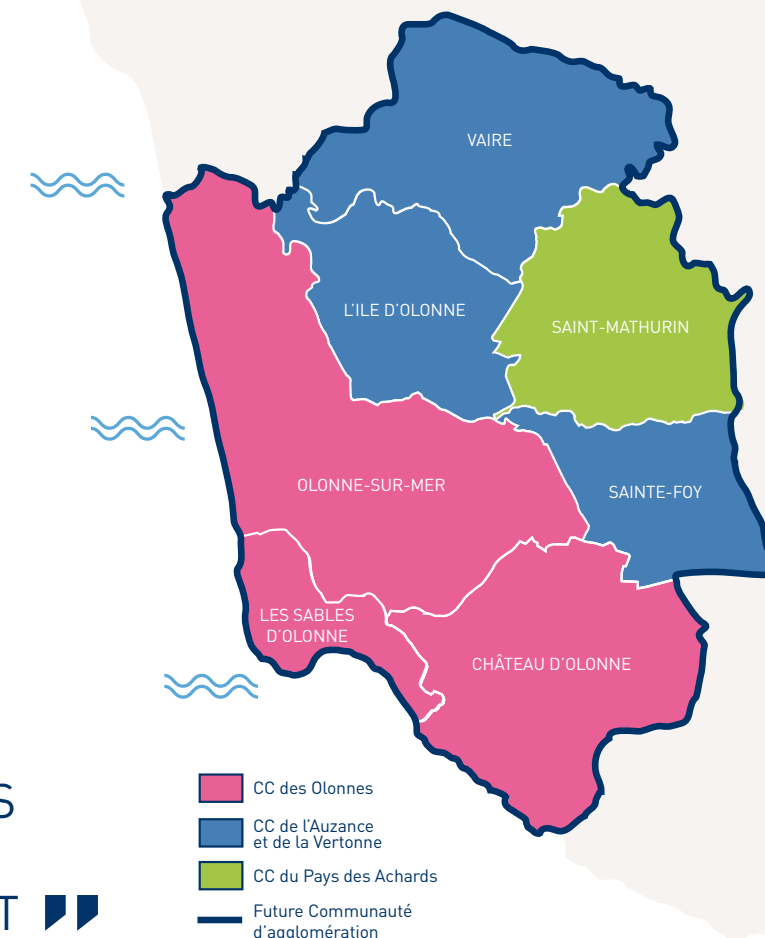 VAIRE
L'ILE D'OLONNE
SAINT-MATHURIN
OLONNE-SUR-MER
SAINTE-FOY
LES SABLES
D'OLONNE
CHÂTEAU D'OLONNE
S
T
CC des Olonnes
CC de l'Auzance
et de la Vertonne
CC du Pays des Achards
Future Communauté
d'agglomération